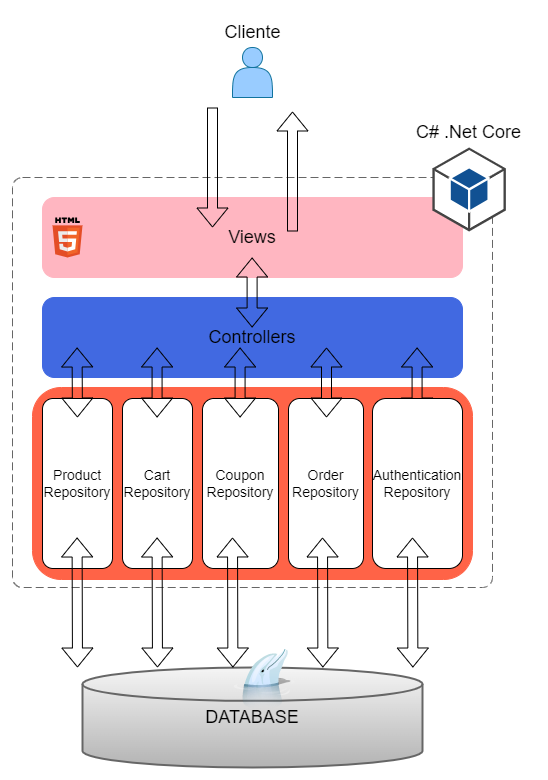 Cliente
C# .Net Core
HTML
5
Views
Controllers
Product
Repository
Cart
Repository
Coupon
Repository
Order
Repository
Authentication
Repository
DATABASE